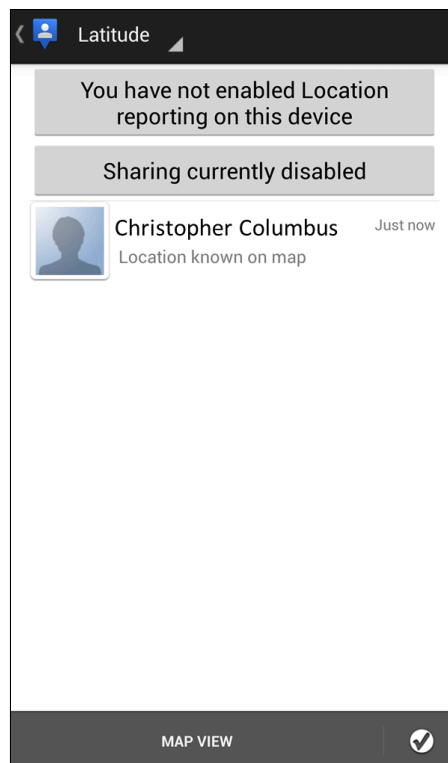 Latitude
You have not enabled Location
reporting on this device
Sharing currently disabled
Christopher Columbus
Just now
Location known on map
MAP VIEW